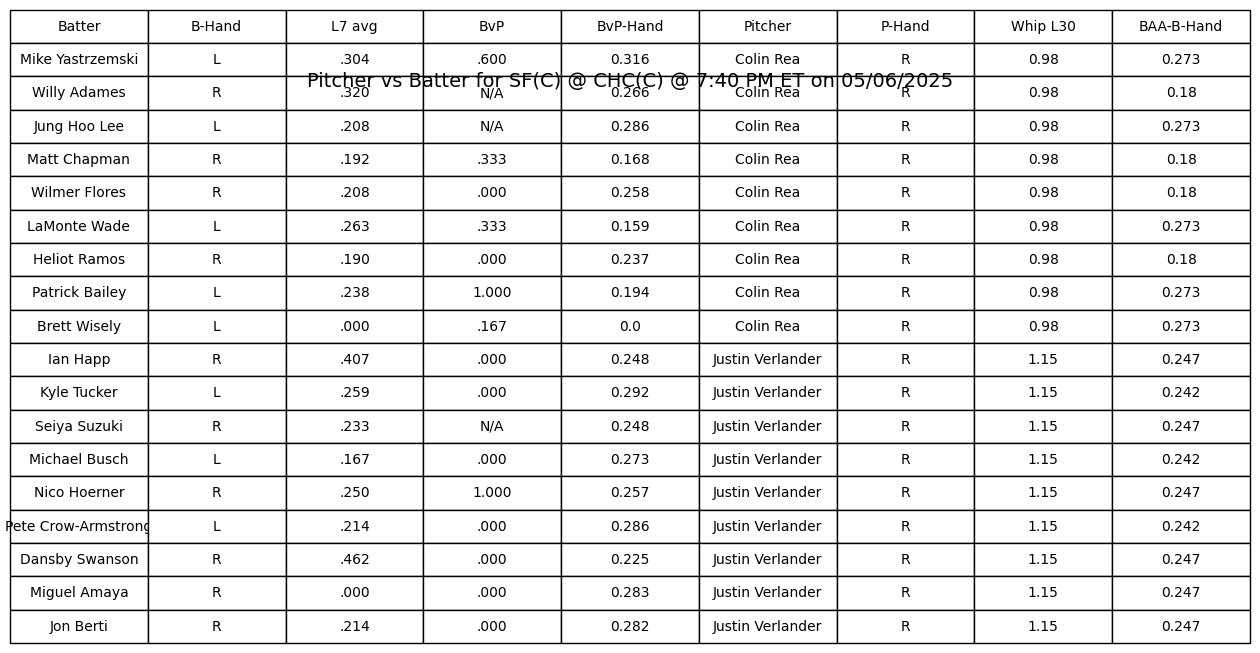 Batter B-Hand L7 avg BvP BvP-Hand Pitcher P-Hand Whip L30 BAA-B-Hand
Mike Yastrzemski L .304 .600 0.316 Colin Rea R 0.98 0.273
Pitcher vs Batter for SF(C) @ CHC(C) @ 7:40 PM ET on 05/06/2025
Willy Adames R .320 N/A 0.266 Colin Rea R 0.98 0.18
Jung Hoo Lee L .208 N/A 0.286 Colin Rea R 0.98 0.273
Matt Chapman R .192 .333 0.168 Colin Rea R 0.98 0.18
Wilmer Flores R .208 .000 0.258 Colin Rea R 0.98 0.18
LaMonte Wade L .263 .333 0.159 Colin Rea R 0.98 0.273
Heliot Ramos R .190 .000 0.237 Colin Rea R 0.98 0.18
Patrick Bailey L .238 1.000 0.194 Colin Rea R 0.98 0.273
Brett Wisely L .000 .167 0.0 Colin Rea R 0.98 0.273
Ian Happ R .407 .000 0.248 Justin Verlander R 1.15 0.247
Kyle Tucker L .259 .000 0.292 Justin Verlander R 1.15 0.242
Seiya Suzuki R .233 N/A 0.248 Justin Verlander R 1.15 0.247
Michael Busch L .167 .000 0.273 Justin Verlander R 1.15 0.242
Nico Hoerner R .250 1.000 0.257 Justin Verlander R 1.15 0.247
Pete Crow-Armstrong L .214 .000 0.286 Justin Verlander R 1.15 0.242
Dansby Swanson R .462 .000 0.225 Justin Verlander R 1.15 0.247
Miguel Amaya R .000 .000 0.283 Justin Verlander R 1.15 0.247
Jon Berti R .214 .000 0.282 Justin Verlander R 1.15 0.247